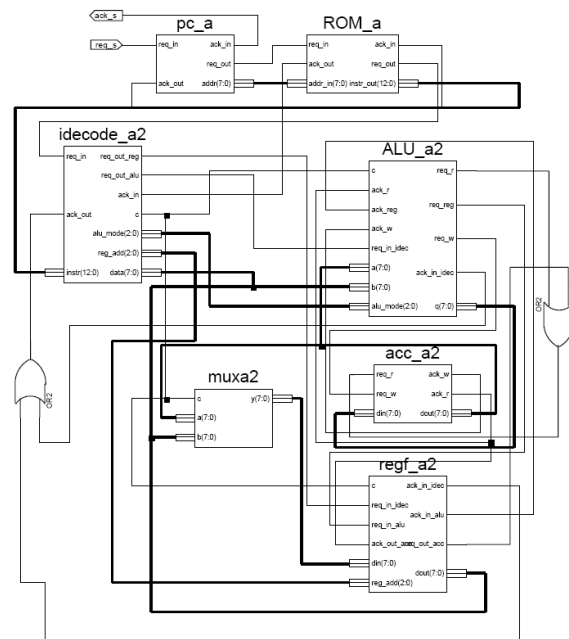 ack_s
req_s
pc_a
req_in
ack_in
req_out
ack_out
addr(7:0)
ROM_a
req_in
ack_in
ack_out
req_out
addr_in(7:0)
instr_out(12:0)
idecode_a2
req_in
req_out_reg
req_out_alu
ack_in
ack_out
c
alu_mode(2:0)
reg_add(2:0)
instr(12:0)
data(7:0)
ALU_a2
c
req_r
ack_r
ack_reg
req_reg
ack_w
req_w
req_in_idec
a(7:0)
ack_in_idec
b(7:0)
alu_mode(2:0)
q(7:0)
OR2
OR2
muxa2
c
y(7:0)
a(7:0)
b(7:0)
acc_a2
req_r
ack_w
req_w
ack_r
din(7:0)
dout(7:0)
regf_a2
c
ack_in_idec
req_in_idec
ack_in_alu
req_in_alu
ack_out_acc
req_out_acc
din(7:0)
dout(7:0)
reg_add(2:0)